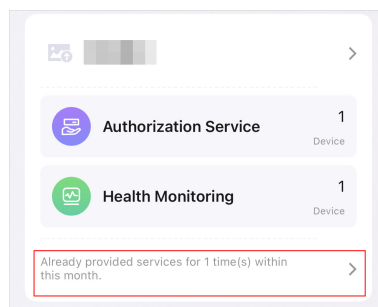 Authorization Service
1
Device
Health Monitoring
1
Device
Already provided services for 1 time(s) within
this month.